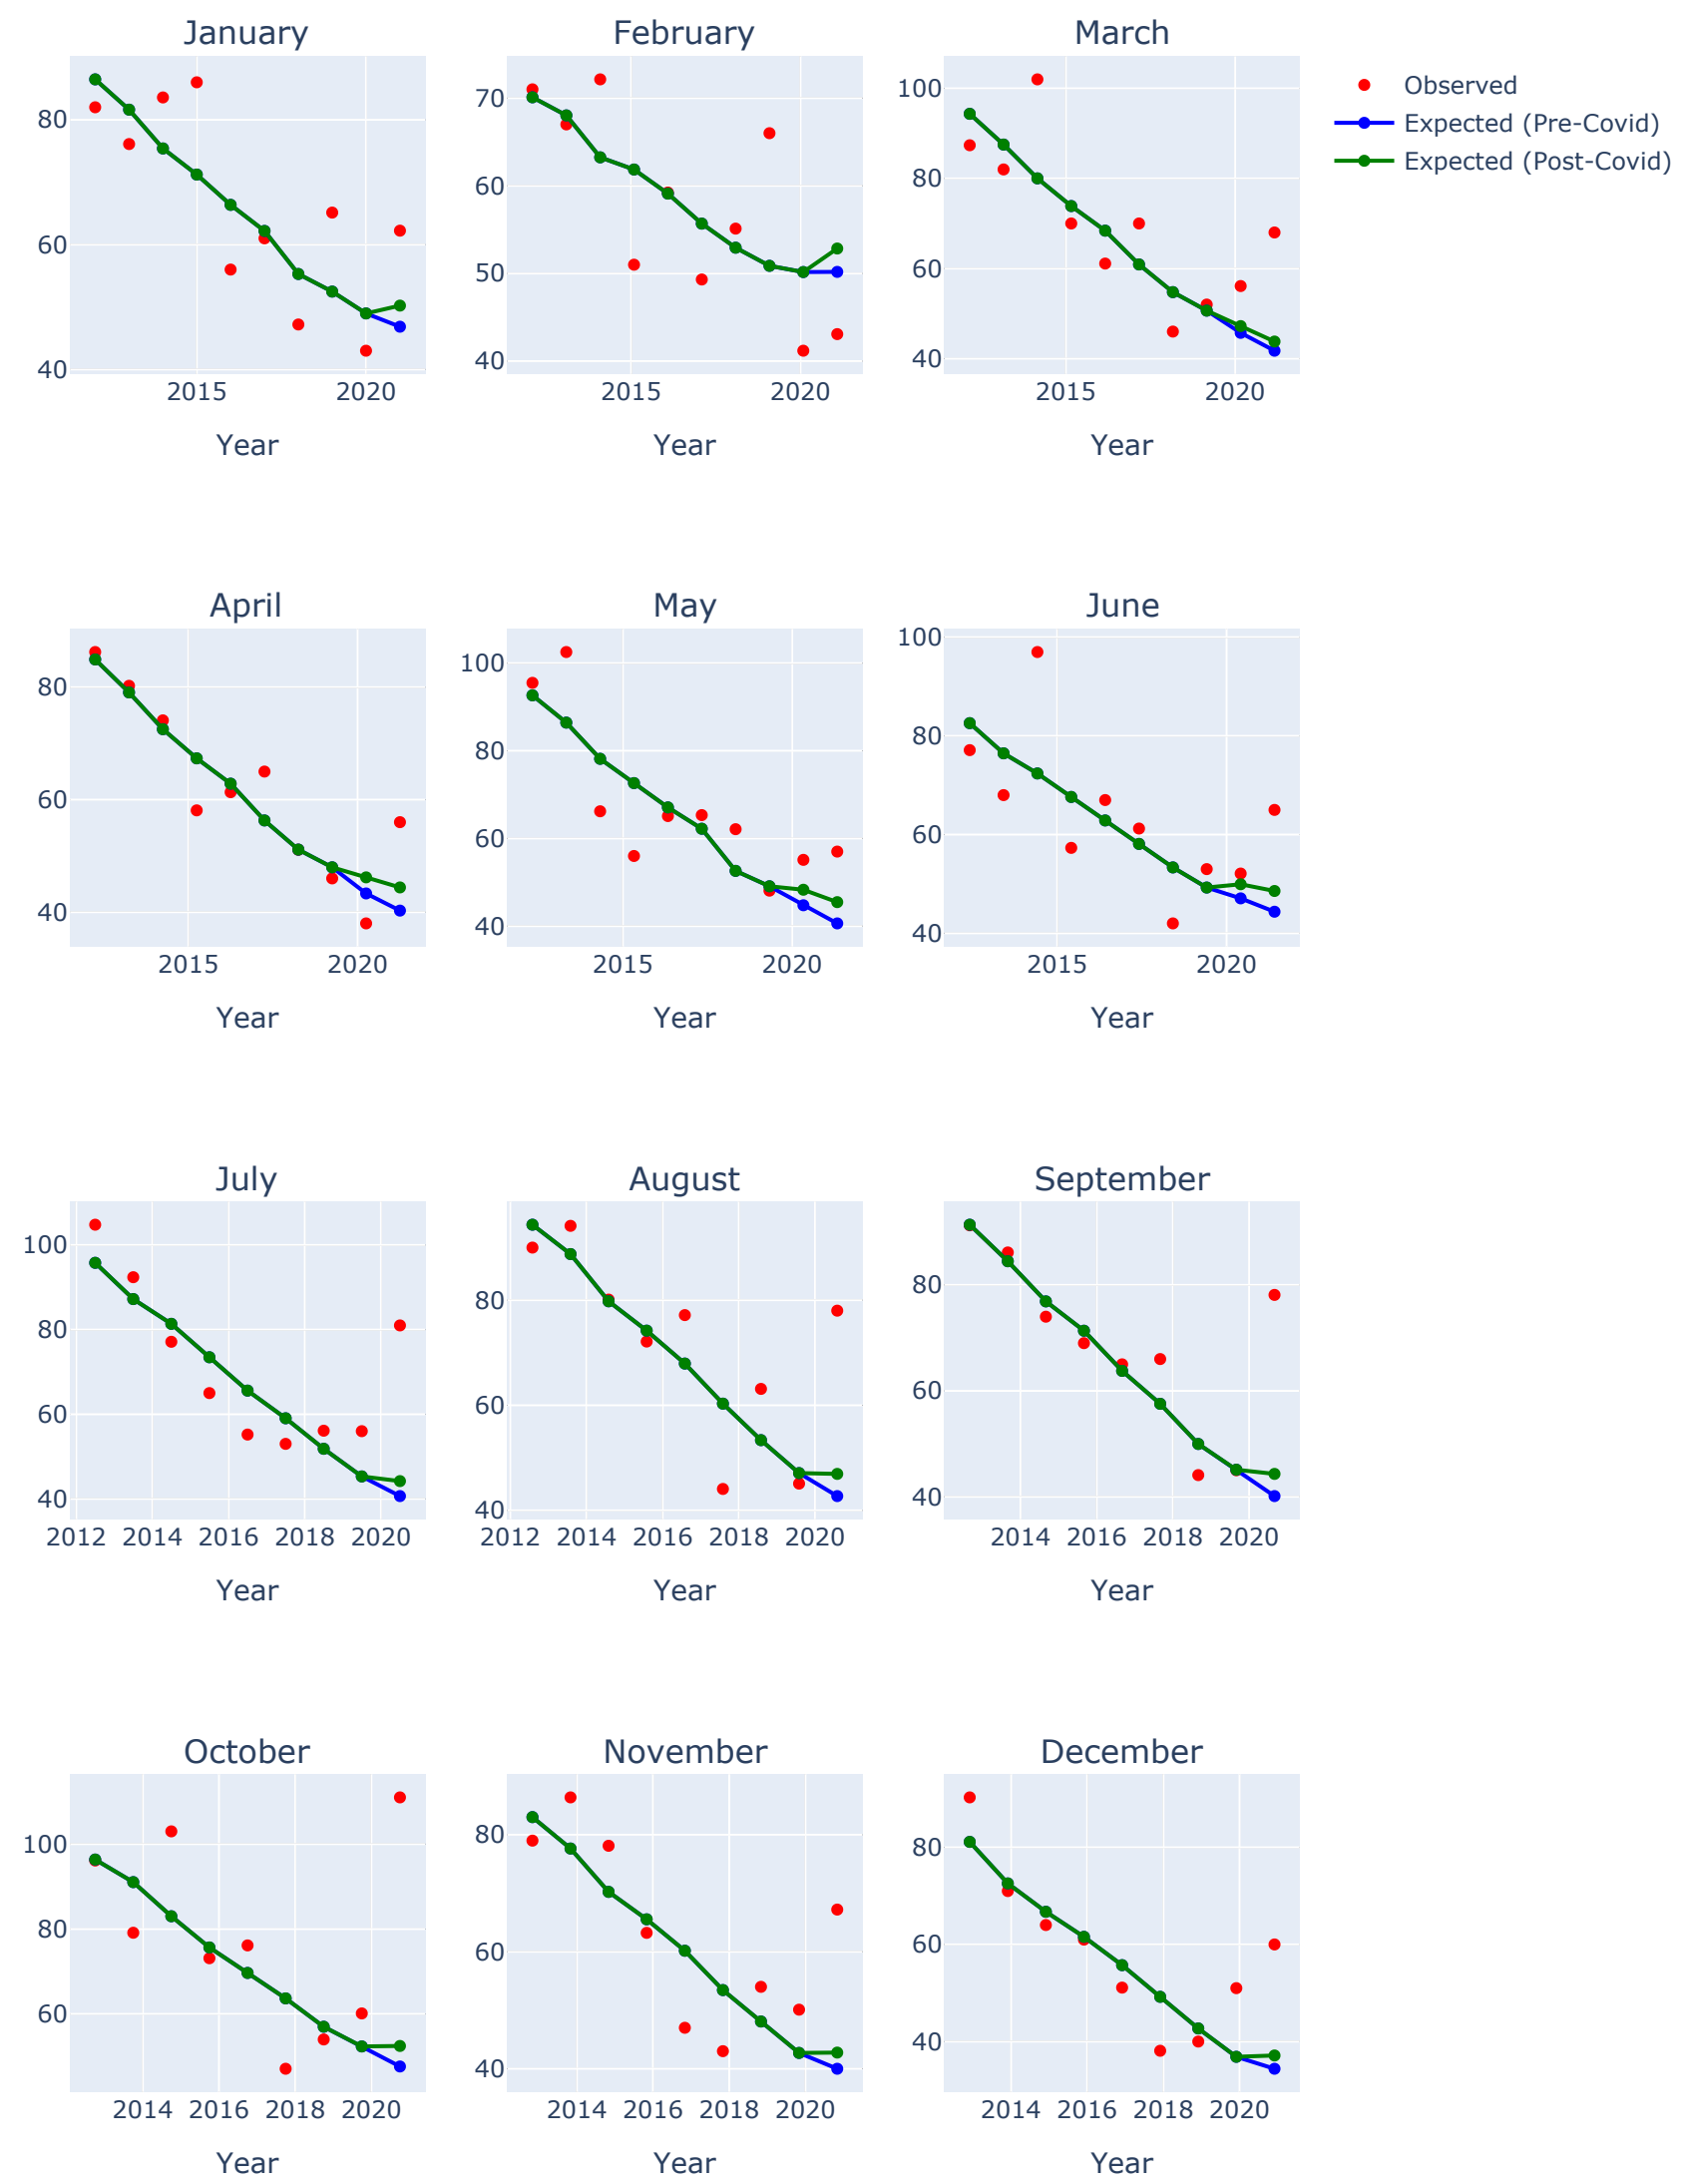 January
February
March
80
60
40
2015
2020
Year
70
60
50
40
2015
2020
Year
100
80
60
40
2015
2020
Year
Observed
Expected (Pre-Covid)
Expected (Post-Covid)
April
May
June
80
60
40
2015
2020
Year
100
80
60
40
2015
2020
Year
100
80
60
40
2015
2020
Year
July
August
September
100
80
60
40
2012
2014
2016
2018
2020
Year
80
60
40
2012
2014
2016
2018
2020
Year
80
60
40
2014
2016
2018
2020
Year
October
November
December
100
80
60
2014
2016
2018
2020
Year
80
60
40
2014
2016
2018
2020
Year
80
60
40
2014
2016
2018
2020
Year